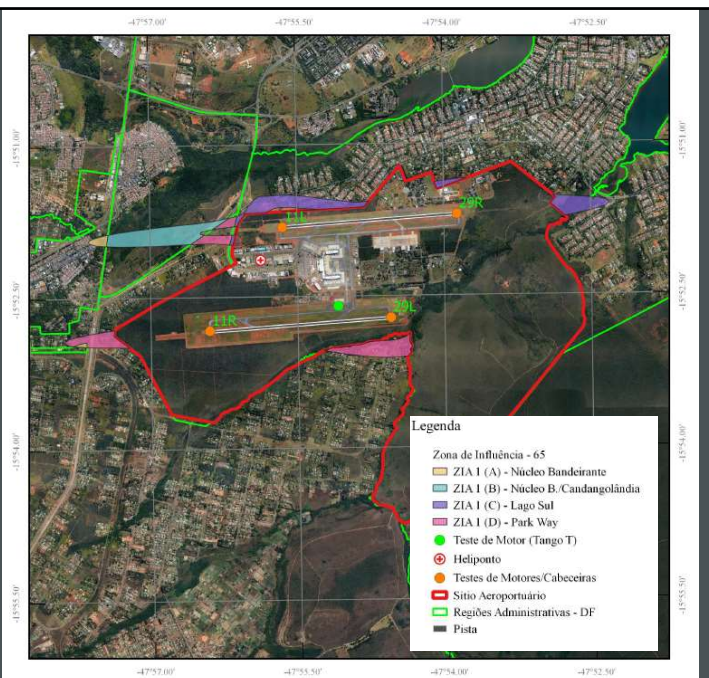 -47°57.00' -47°55.50' -47°54.00' -47°52.50'
-15°51.00' -15°51.00'
29R
11L
-15°52.50' -15°52.50'
29L
11R
Legenda
-15°54.00' -15°54.00'
Zona de Influência - 65
ZIA I (A) - Núcleo Bandeirante
ZIA I (B) - Núcleo B./Candangolândia
ZIA I (C) - Lago Sul
ZIA I (D) - Park Way
Teste de Motor (Tango T)
Heliponto
Testes de Motores/Cabeceiras
Sítio Aeroportuário
Regiões Administrativas - DF
Pista
-15°55.50' -15°55.50'
-47°57.00' -47°55.50' -47°54.00' -47°52.50'